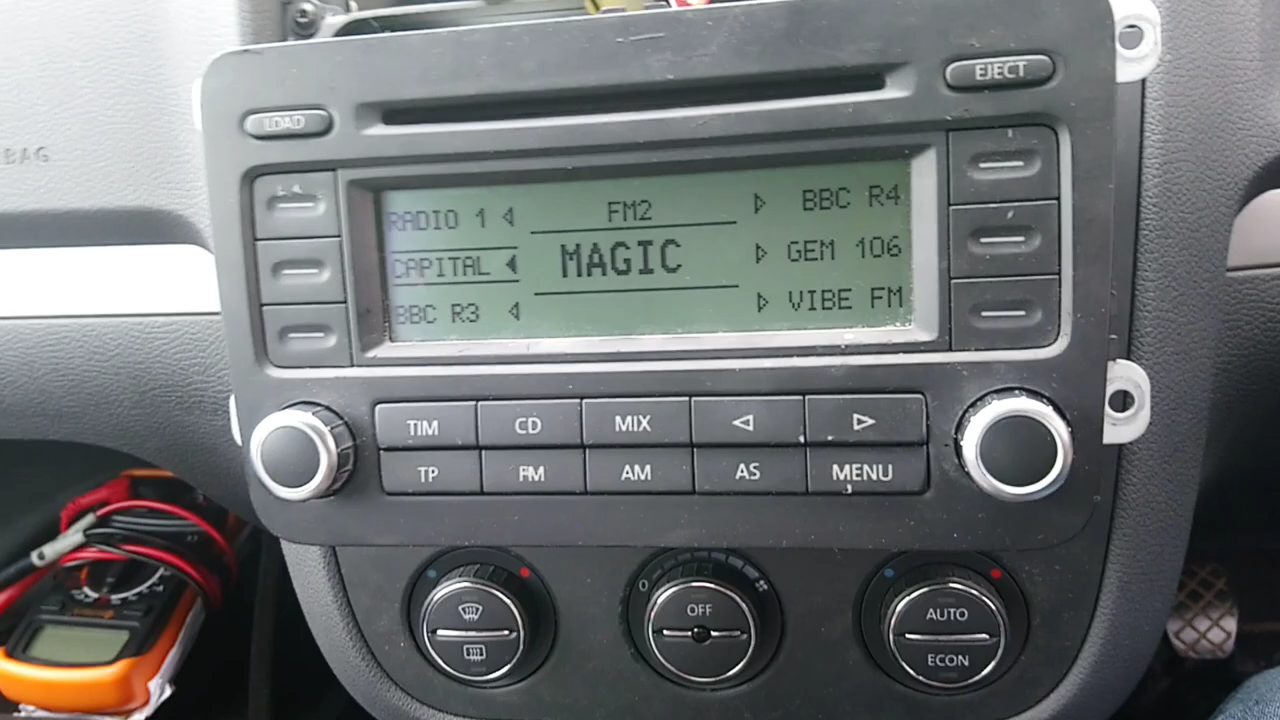 BAG
LOAD
EJECT
RADIO 1
FM2
BBC R4
CAPITAL
MAGIC
GEM 106
BBC R3
VIBE FM
TIM
CD
MIX
TP
FM
AM
AS
MENU
0
OFF
AUTO
ECON